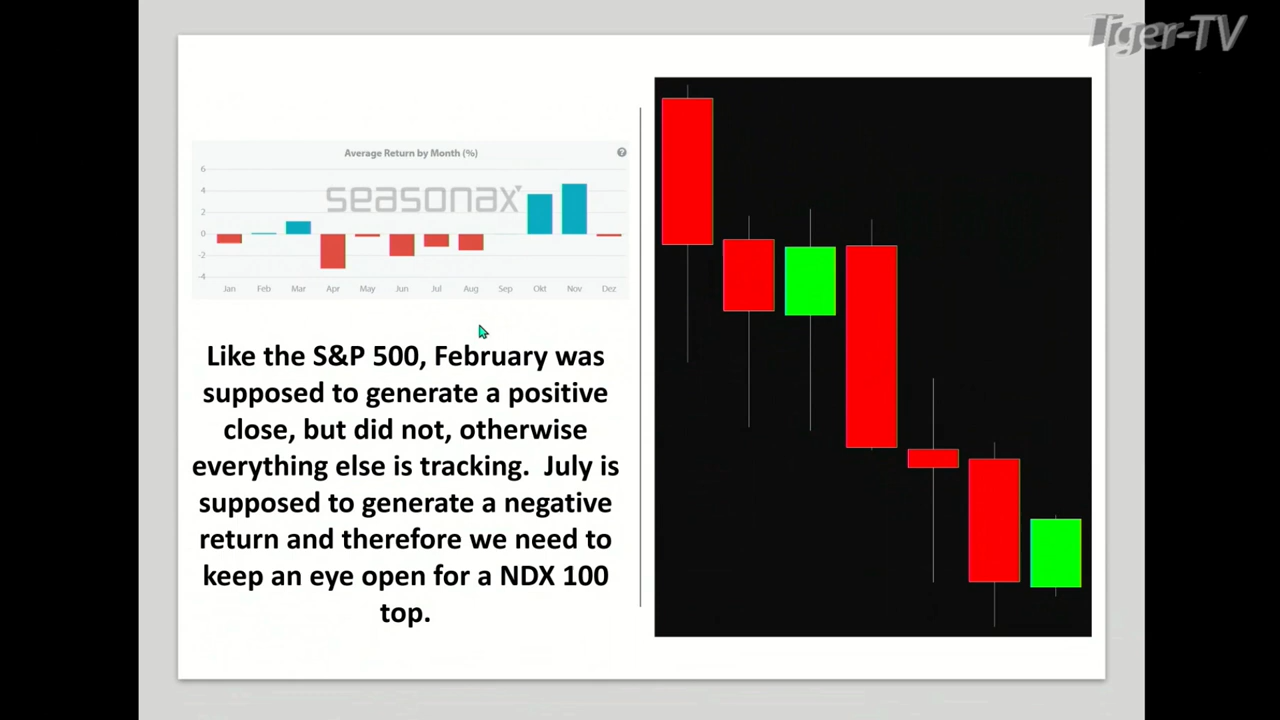 Tiger-TV
Average Return by Month (%)
?
seasonax
6
4
2
0
-2
-4
Jan Feb Mar Apr May Jun Jul Aug Sep Okt Nov Dez
Like the S&P 500, February was
supposed to generate a positive
close, but did not, otherwise
everything else is tracking.  July is
supposed to generate a negative
return and therefore we need to
keep an eye open for a NDX 100
top.